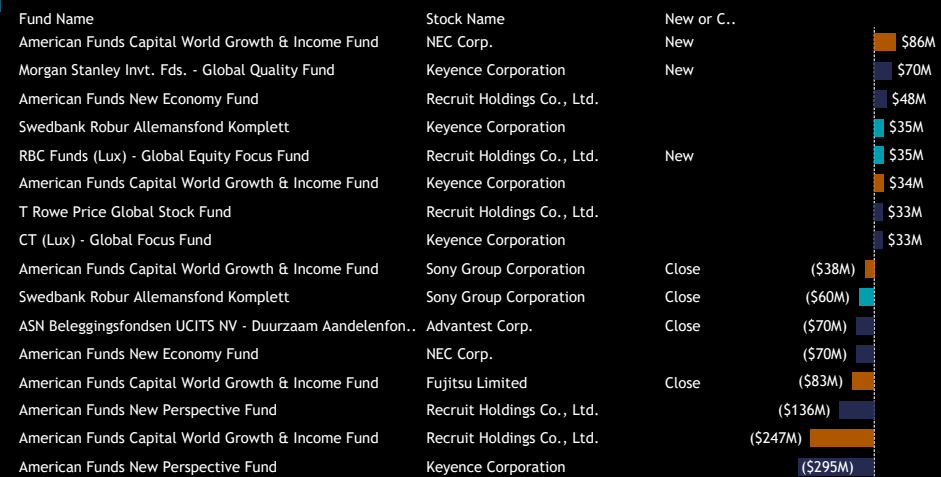 Fund Name Stock Name New or C..
American Funds Capital World Growth & Income Fund NEC Corp. New $86M
Morgan Stanley Invt. Fds. - Global Quality Fund Keyence Corporation New $70M
American Funds New Economy Fund Recruit Holdings Co., Ltd. $48M
Swedbank Robur Allemansfond Komplett Keyence Corporation $35M
RBC Funds (Lux) - Global Equity Focus Fund Recruit Holdings Co., Ltd. New $35M
American Funds Capital World Growth & Income Fund Keyence Corporation $34M
T Rowe Price Global Stock Fund Recruit Holdings Co., Ltd. $33M
CT (Lux) - Global Focus Fund Keyence Corporation $33M
American Funds Capital World Growth & Income Fund Sony Group Corporation Close ($38M)
Swedbank Robur Allemansfond Komplett Sony Group Corporation Close ($60M)
ASN Beleggingsfondsen UCITS NV - Duurzaam Aandelenfon.. Advantest Corp. Close ($70M)
American Funds New Economy Fund NEC Corp. ($70M)
American Funds Capital World Growth & Income Fund Fujitsu Limited Close ($83M)
American Funds New Perspective Fund Recruit Holdings Co., Ltd. ($136M)
American Funds Capital World Growth & Income Fund Recruit Holdings Co., Ltd. ($247M)
American Funds New Perspective Fund Keyence Corporation ($295M)